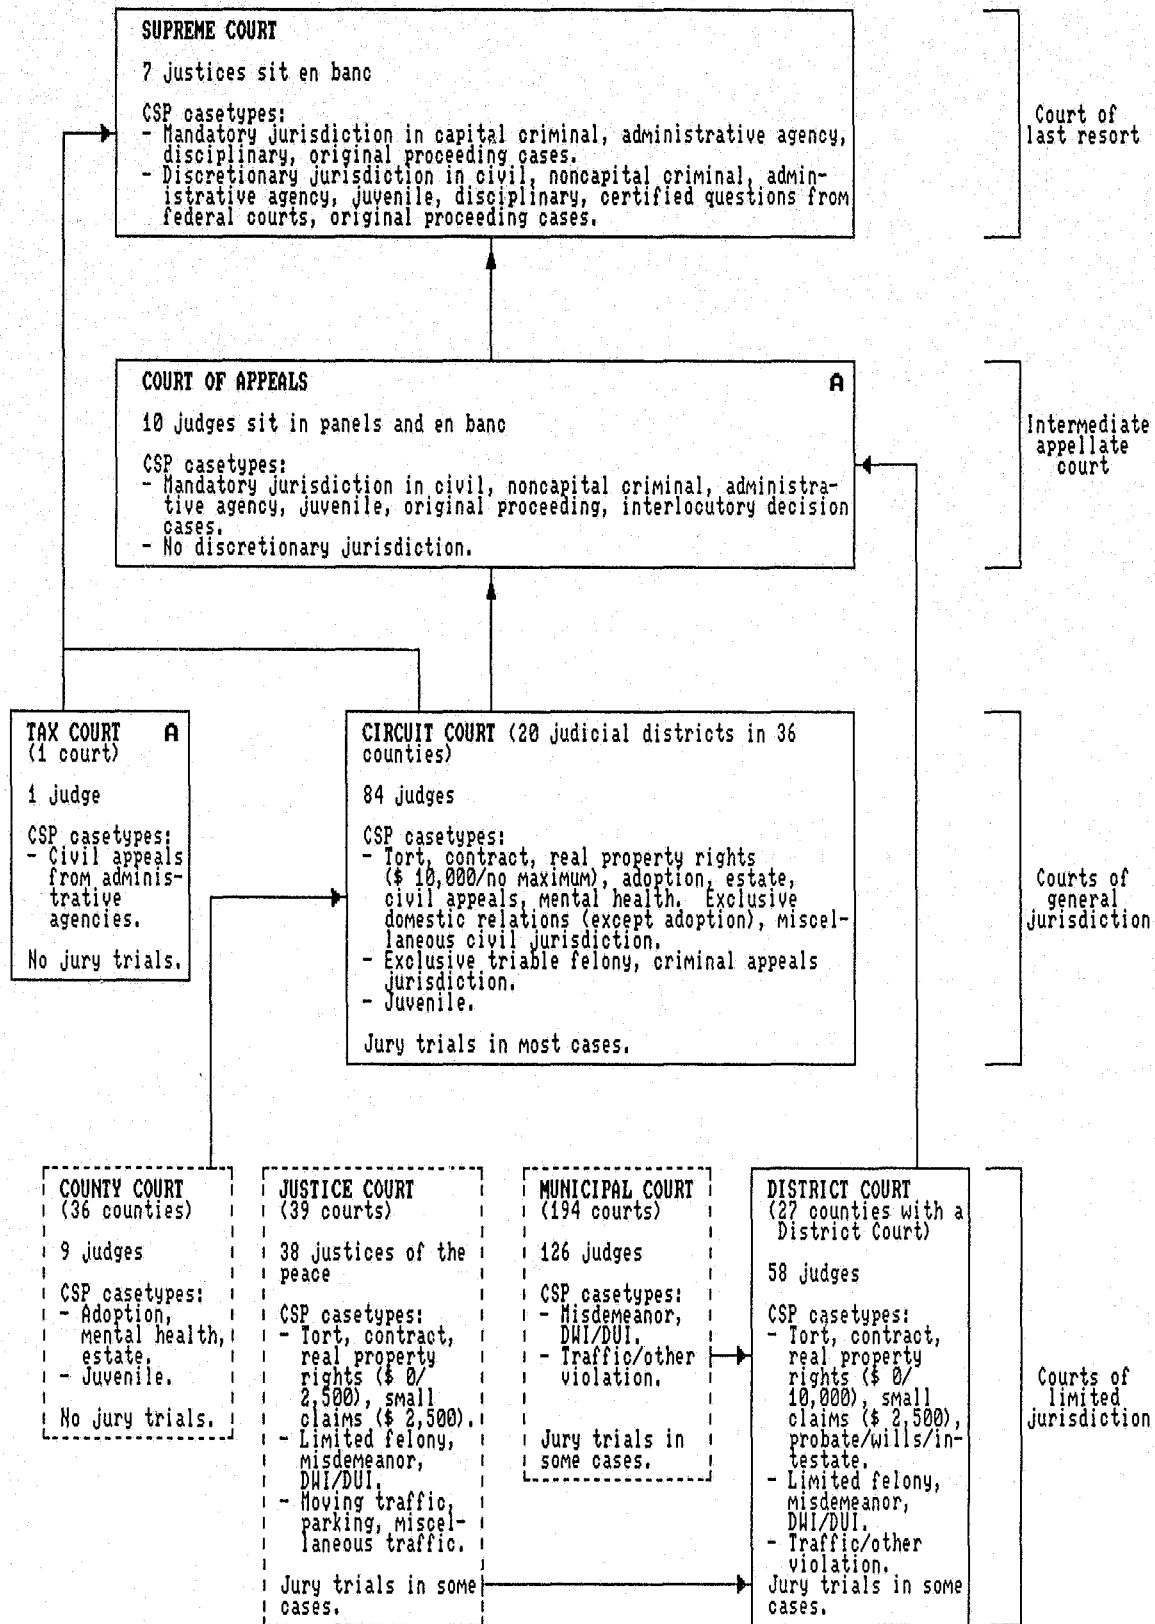 SUPREME COURT
7 justices sit en banc
CSP casetypes:
- Mandatory jurisdiction in capital criminal, administrative agency,
disciplinary, original proceeding cases.
- Discretionary jurisdiction in civil, noncapital criminal, admin-
istrative agency, juvenile, disciplinary, certified questions from
federal courts, original proceeding cases.
Court of
last resort
COURT OF APPEALS
A
10 judges sit in panels and en banc
CSP casetypes:
- Mandatory jurisdiction in civil, noncapital criminal, administra-
tive agency, juvenile, original proceeding, interlocutory decision
cases.
- No discretionary jurisdiction.
Intermediate
appellate
court
TAX COURT
A
(1 court)
1 judge
CSP casetypes:
- Civil appeals
from adminis-
trative
agencies.
No jury trials.
CIRCUIT COURT (20 judicial districts in 36
counties)
84 judges
CSP casetypes:
- Tort, contract, real property rights
($ 10,000/no maximum), adoption, estate,
civil appeals, mental health. Exclusive
domestic relations (except adoption), miscel-
laneous civil jurisdiction.
- Exclusive triable felony, criminal appeals
jurisdiction.
- Juvenile.
Jury trials in most cases.
Courts of
general
jurisdiction
COUNTY COURT
(36 counties)
9 judges
CSP casetypes:
- Adoption,
mental health,
estate.
- Juvenile.
No jury trials.
JUSTICE COURT
(39 courts)
38 justices of the
peace
CSP casetypes:
- Tort, contract,
real property
rights ($ 0/
2,500), small
claims ($ 2,500).
- Limited felony,
misdemeanor,
DWI/DUI.
- Moving traffic,
parking, miscel-
laneous traffic.
Jury trials in some
cases.
MUNICIPAL COURT
(194 courts)
126 judges
CSP casetypes:
- Misdemeanor,
DWI/DUI.
- Traffic/other
violation.
Jury trials in
some cases.
DISTRICT COURT
(27 counties with a
District Court)
58 judges
CSP casetypes:
- Tort, contract,
real property
rights ($ 0/
10,000), small
claims ($ 2,500),
probate/wills/in-
testate.
- Limited felony,
misdemeanor,
DWI/DUI.
- Traffic/other
violation.
Jury trials in some
cases.
Courts of
limited
jurisdiction